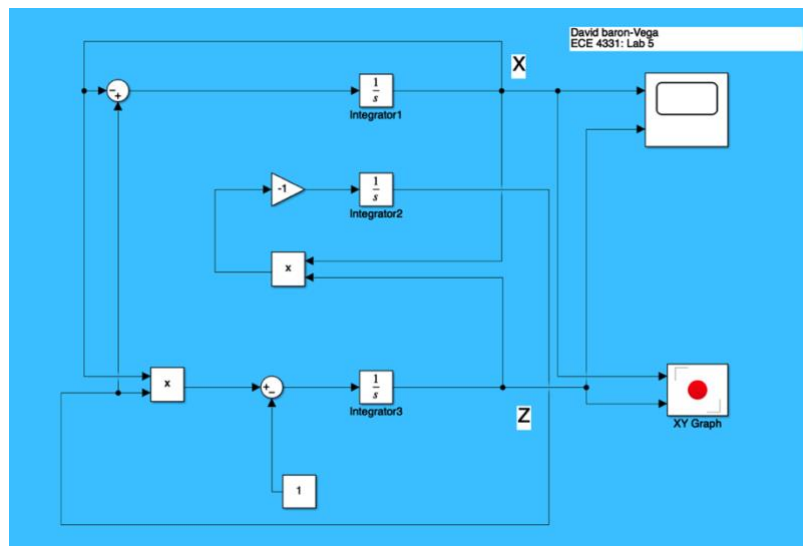 David baron-Vega
ECE 4331: Lab 5
X
-+
1
s
Integrator1
-1
1
s
Integrator2
x
x
+-
1
s
Integrator3
Z
XY Graph
1